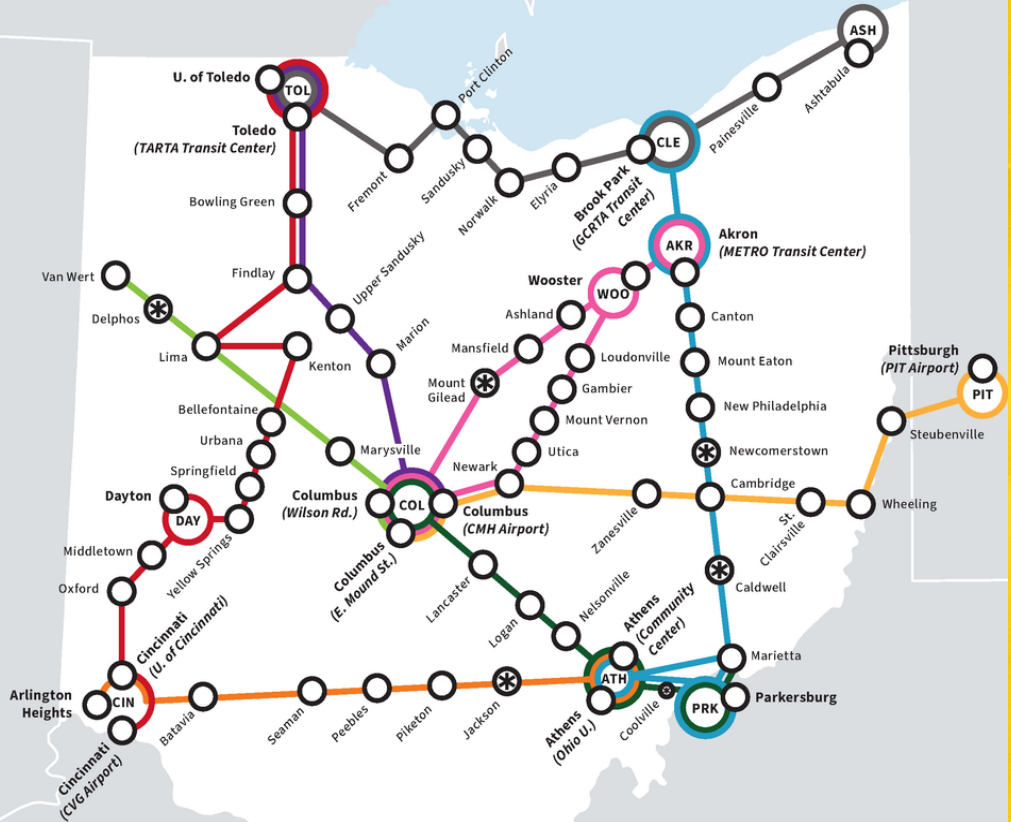 ASH
Ashtabula
Painesville
U. of Toledo
TOL
Toledo
(TARTA Transit Center)
Port Clinton
Fremont
Sandusky
Norwalk
Elyria
CLE
Brook Park
(GCRTA Transit
Center)
Bowling Green
AKR
Akron
(METRO Transit Center)
Van Wert
Delphos
Findlay
Upper Sandusky
Wooster
WOO
Lima
Kenton
Marion
Ashland
Canton
Mansfield
Loudonville
Mount Eaton
Pittsburgh
(PIT Airport)
PIT
Mount
Gilead
Gambier
New Philadelphia
Bellefontaine
Mount Vernon
Steubenville
Urbana
Marysville
Utica
Newcomerstown
Springfield
Newark
Cambridge
Dayton
DAY
Columbus
(Wilson Rd.)
COL
Columbus
(CMH Airport)
Zanesville
St.
Clairsville
Wheeling
Middletown
Yellow Springs
Columbus
(E. Mound St.)
Oxford
Lancaster
Nelsonville
Caldwell
Cincinnati
(U. of Cincinnati)
Logan
Athens
(Community
Center)
Marietta
Arlington
Heights
CIN
ATH
PRK
Parkersburg
Batavia
Seaman
Peebles
Piketon
Jackson
Athens
(Ohio U.)
Coolville
Cincinnati
(CVG Airport)